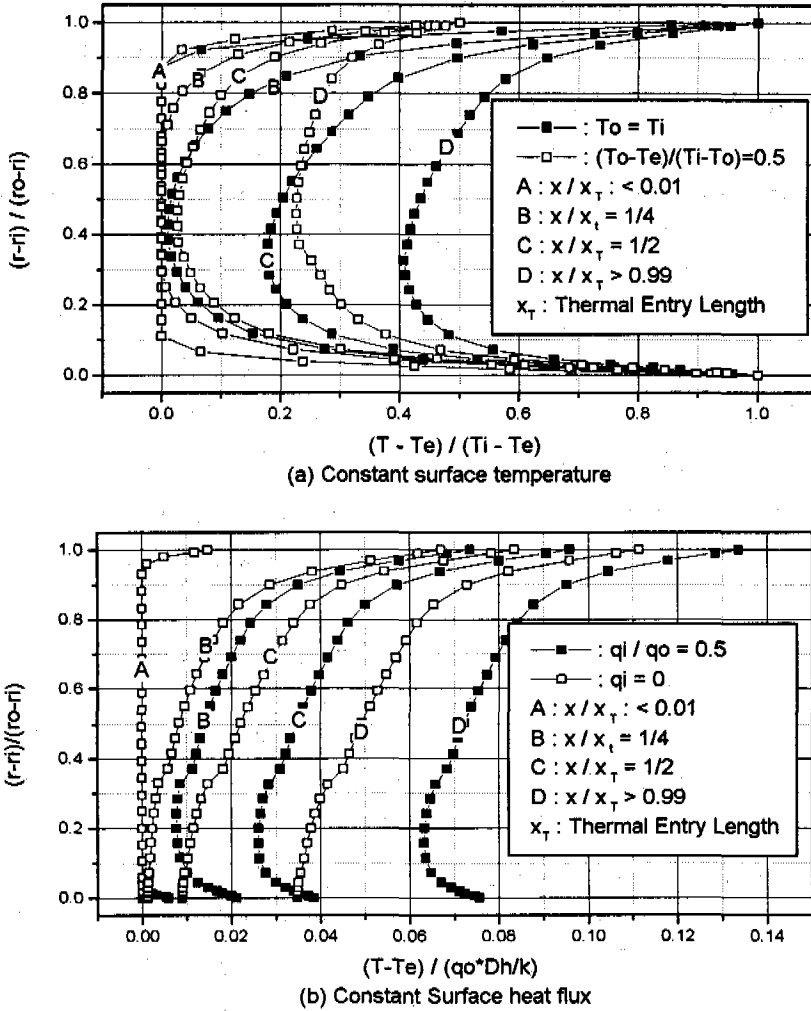 1.0
0.8
0.6
0.4
0.2
0.0
(r-ri) / (ro-ri)
A
B
C
B
D
D
C
: To = Ti
: (To-Te)/(Ti-To)=0.5
A : x / x_T : < 0.01
B : x / x_t = 1/4
C : x / x_T = 1/2
D : x / x_T > 0.99
x_T : Thermal Entry Length
0.0 0.2 0.4 0.6 0.8 1.0
(T - Te) / (Ti - Te)
(a) Constant surface temperature
1.0
0.8
0.6
0.4
0.2
0.0
(r-ri)/(ro-ri)
B
A
C
B
C
D
D
: qi / qo = 0.5
: qi = 0
A : x / x_T : < 0.01
B : x / x_t = 1/4
C : x / x_T = 1/2
D : x / x_T > 0.99
x_T : Thermal Entry Length
0.00 0.02 0.04 0.06 0.08 0.10 0.12 0.14
(T-Te) / (qo*Dh/k)
(b) Constant Surface heat flux